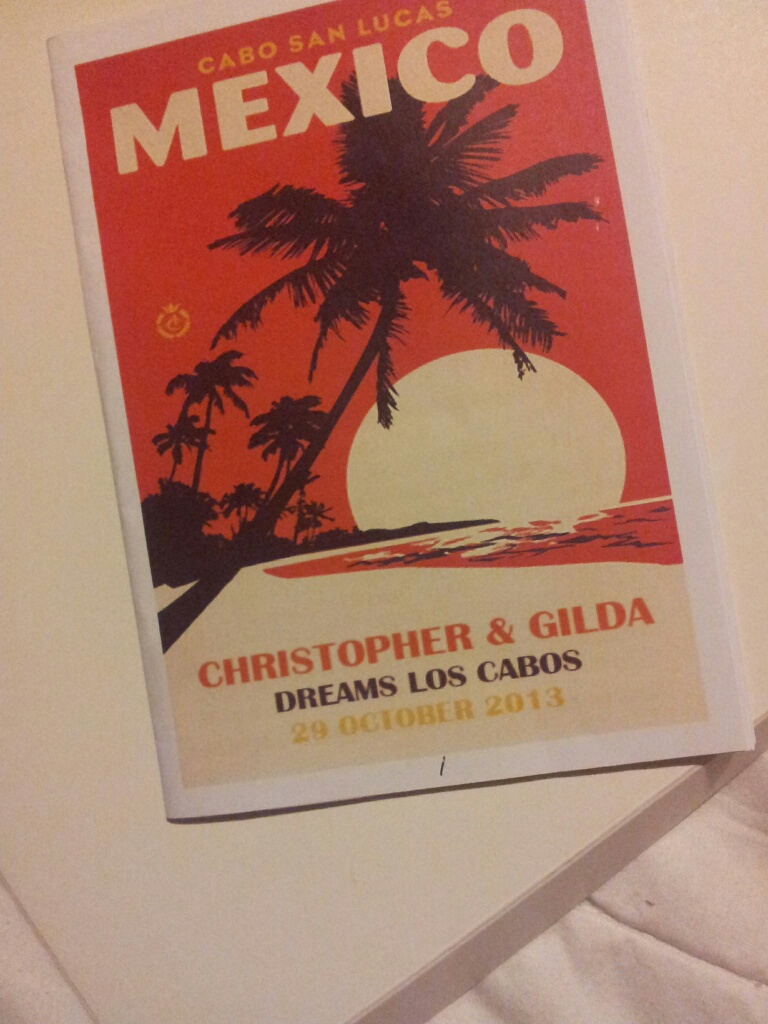 CABO SAN LUCAS
MEXICO
CHRISTOPHER & GILDA
DREAMS LOS CABOS
29 OCTOBER 2013